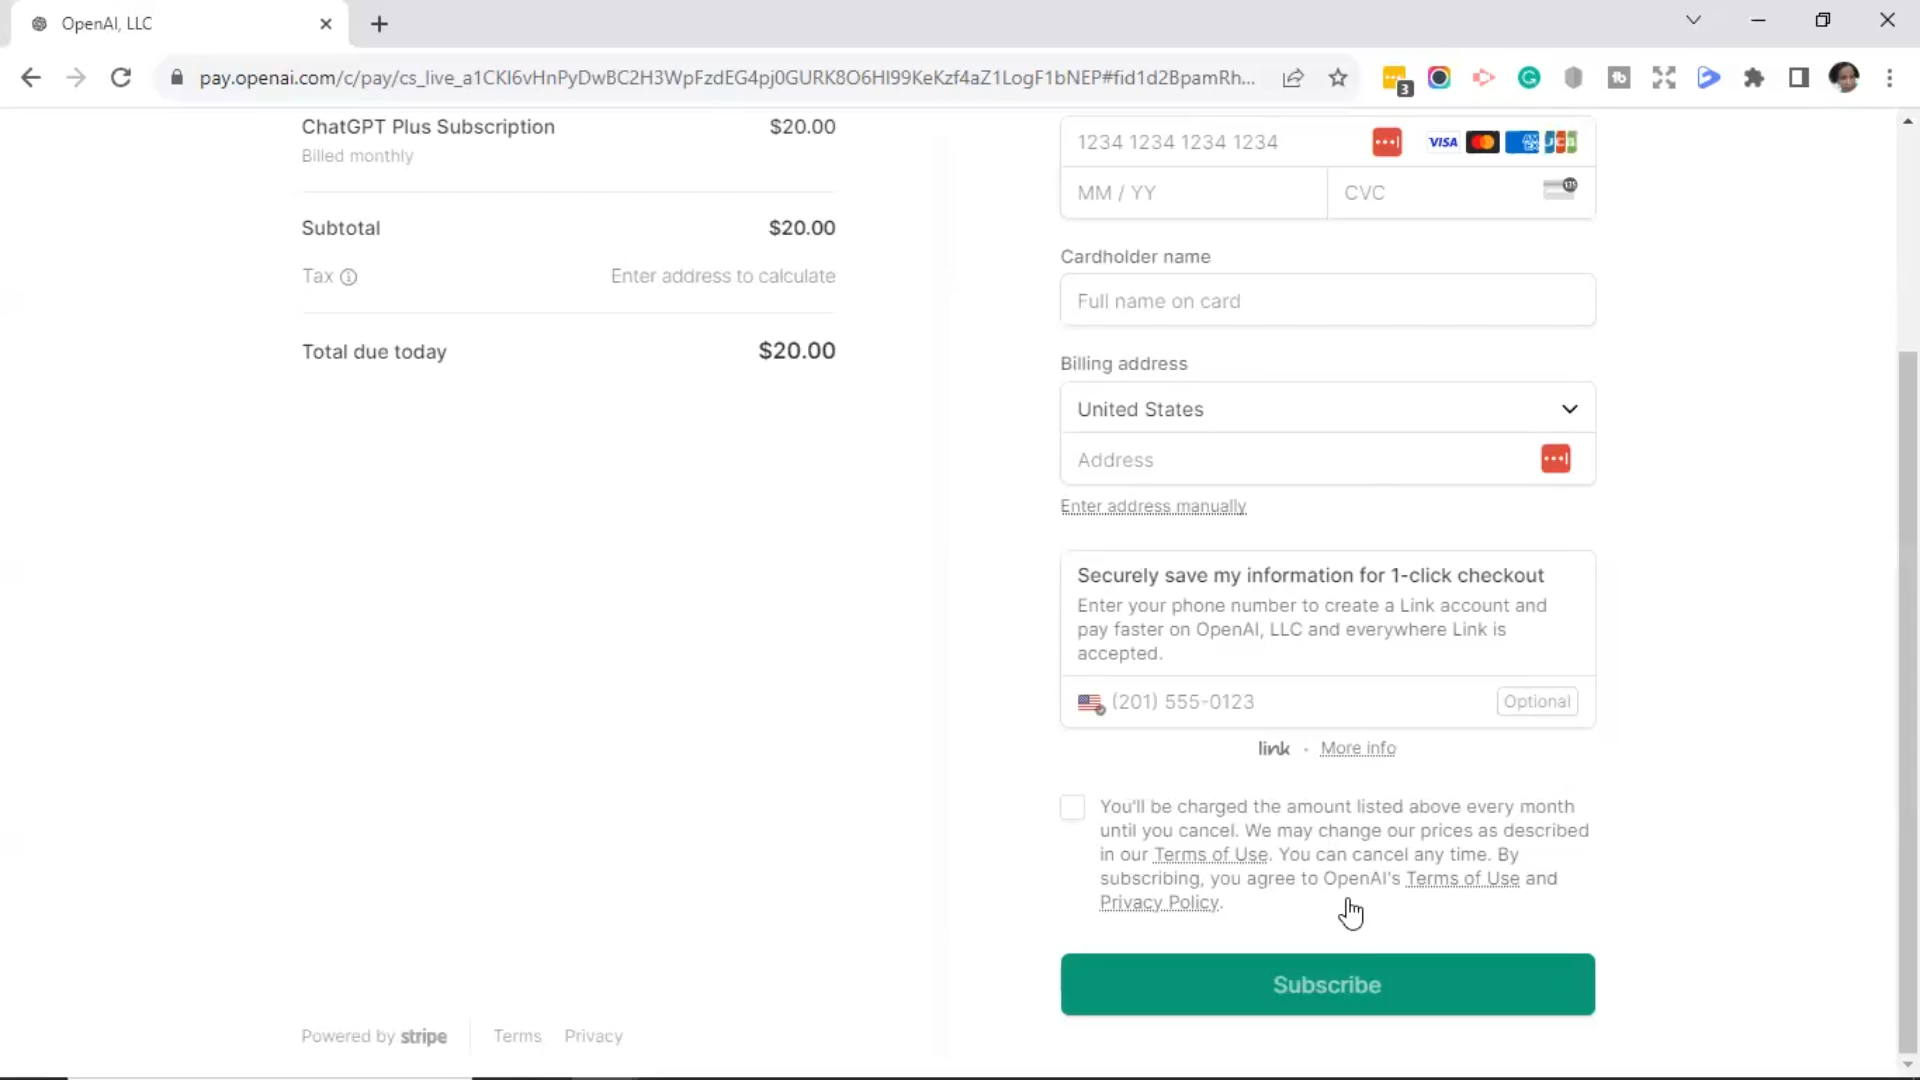 OpenAI, LLC
pay.openai.com/c/pay/cs_live_a1CKl6vHnPyDwBC2H3WpFzdEG4pj0GURK8O6Hl99KeKzf4aZ1LogF1bNEP#fid1d2BpamRh...
3
ChatGPT Plus Subscription
$20.00
Billed monthly
Subtotal
$20.00
Tax
Enter address to calculate
Total due today
$20.00
1234 1234 1234 1234
VISA
MM / YY
CVC
135
Cardholder name
Full name on card
Billing address
United States
Address
Enter address manually
Securely save my information for 1-click checkout
Enter your phone number to create a Link account and
pay faster on OpenAI, LLC and everywhere Link is
accepted.
(201) 555-0123
Optional
link · More info
You'll be charged the amount listed above every month
until you cancel. We may change our prices as described
in our Terms of Use. You can cancel any time. By
subscribing, you agree to OpenAI's Terms of Use and
Privacy Policy.
Subscribe
Powered by stripe
Terms
Privacy